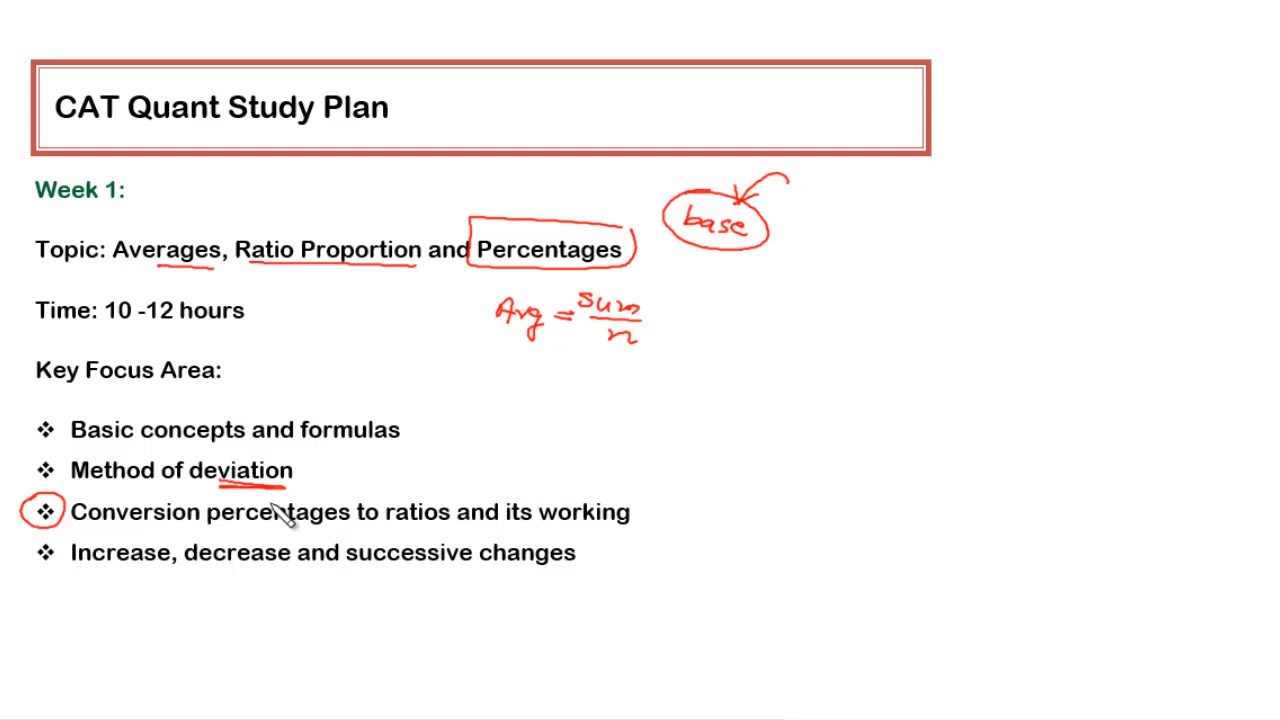 CAT Quant Study Plan
Week 1:
base
Topic: Averages, Ratio Proportion and Percentages
Time: 10 -12 hours
Avg = sum/n
Key Focus Area:
❖ Basic concepts and formulas
❖ Method of deviation
❖ Conversion percentages to ratios and its working
❖ Increase, decrease and successive changes